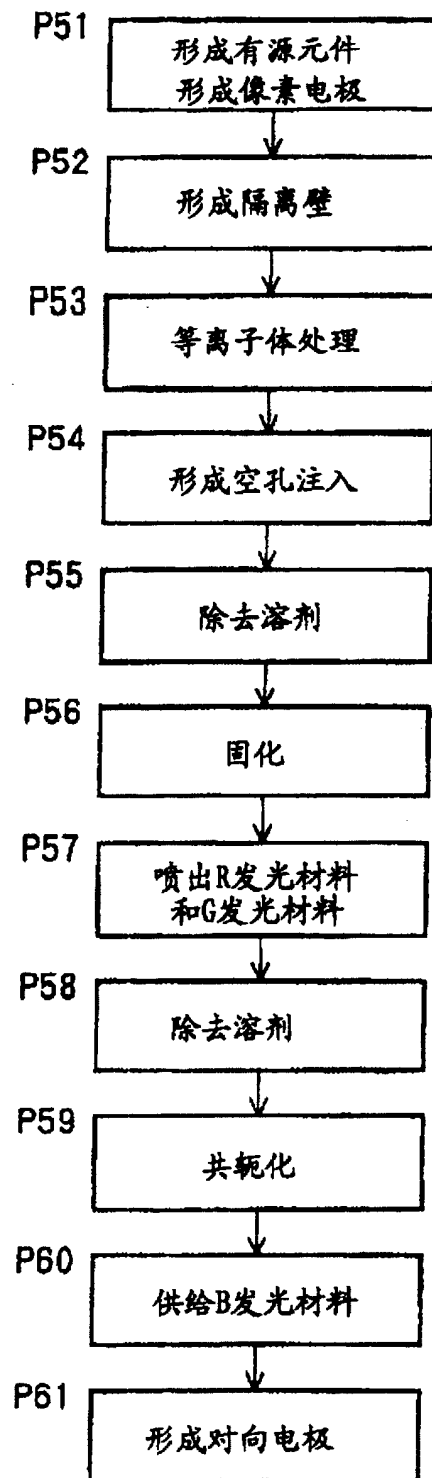 P51
形成有源元件
形成像素电极
P52
形成隔离壁
P53
等离子体处理
P54
形成空孔注入
P55
除去溶剂
P56
固化
P57
喷出R发光材料
和G发光材料
P58
除去溶剂
P59
共轭化
P60
供给B发光材料
P61
形成对向电极